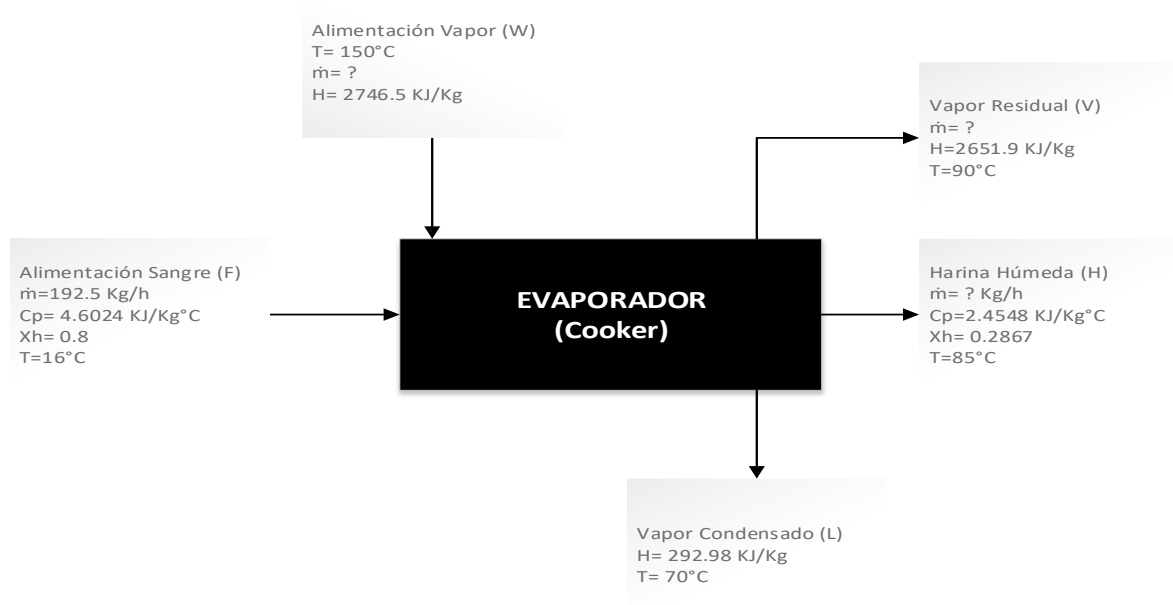 Alimentación Vapor (W)
T= 150°C
ṁ= ?
H= 2746.5 KJ/Kg
Vapor Residual (V)
ṁ= ?
H=2651.9 KJ/Kg
T=90°C
Alimentación Sangre (F)
ṁ=192.5 Kg/h
Cp= 4.6024 KJ/Kg°C
Xh= 0.8
T=16°C
EVAPORADOR
(Cooker)
Harina Húmeda (H)
ṁ= ? Kg/h
Cp=2.4548 KJ/Kg°C
Xh= 0.2867
T=85°C
Vapor Condensado (L)
H= 292.98 KJ/Kg
T= 70°C